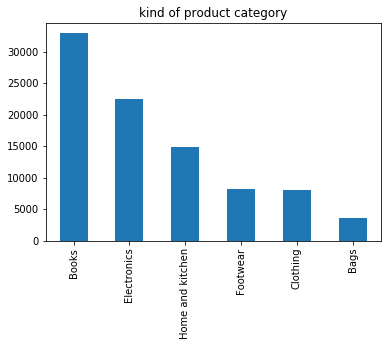 kind of product category
30000
25000
20000
15000
10000
5000
0
Books
Electronics
Home and kitchen
Footwear
Clothing
Bags